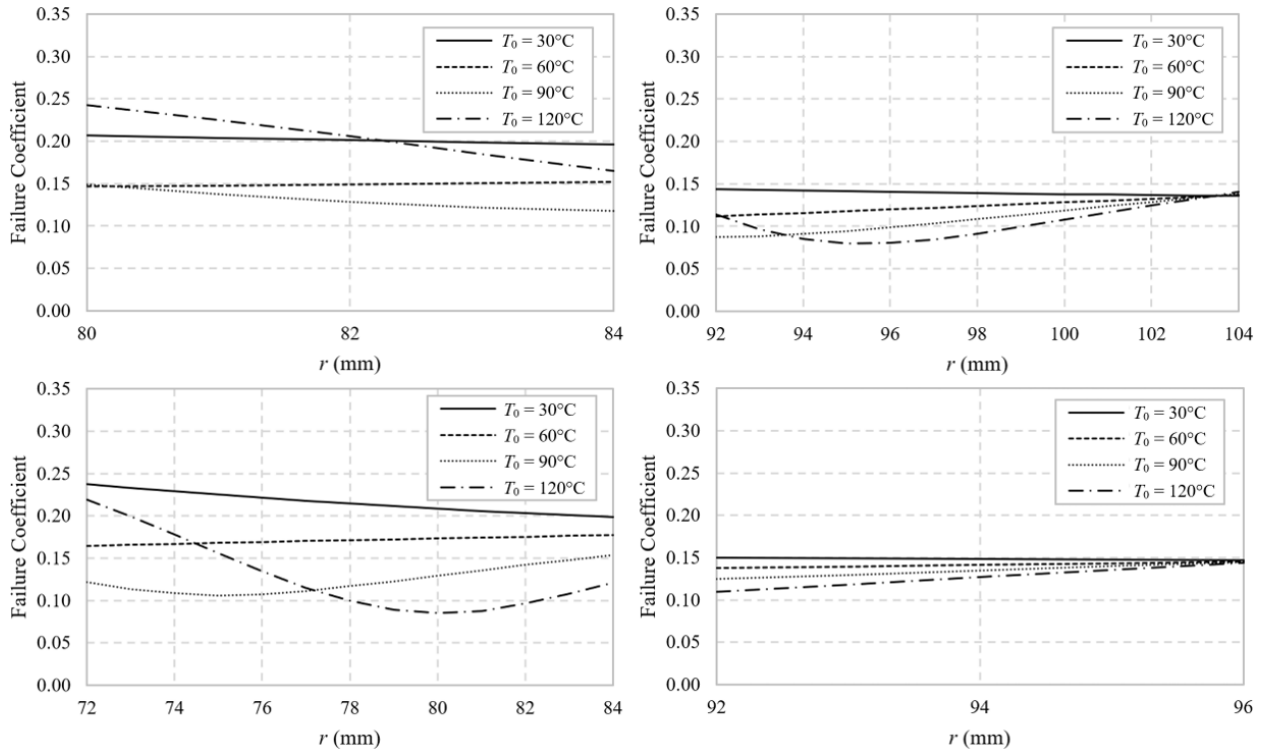 Failure Coefficient
0.35
0.30
0.25
0.20
0.15
0.10
0.05
0.00
T₀ = 30°C
T₀ = 60°C
T₀ = 90°C
T₀ = 120°C
80 82 84
r (mm)
Failure Coefficient
0.35
0.30
0.25
0.20
0.15
0.10
0.05
0.00
T₀ = 30°C
T₀ = 60°C
T₀ = 90°C
T₀ = 120°C
92 94 96 98 100 102 104
r (mm)
Failure Coefficient
0.35
0.30
0.25
0.20
0.15
0.10
0.05
0.00
T₀ = 30°C
T₀ = 60°C
T₀ = 90°C
T₀ = 120°C
72 74 76 78 80 82 84
r (mm)
Failure Coefficient
0.35
0.30
0.25
0.20
0.15
0.10
0.05
0.00
T₀ = 30°C
T₀ = 60°C
T₀ = 90°C
T₀ = 120°C
92 94 96
r (mm)